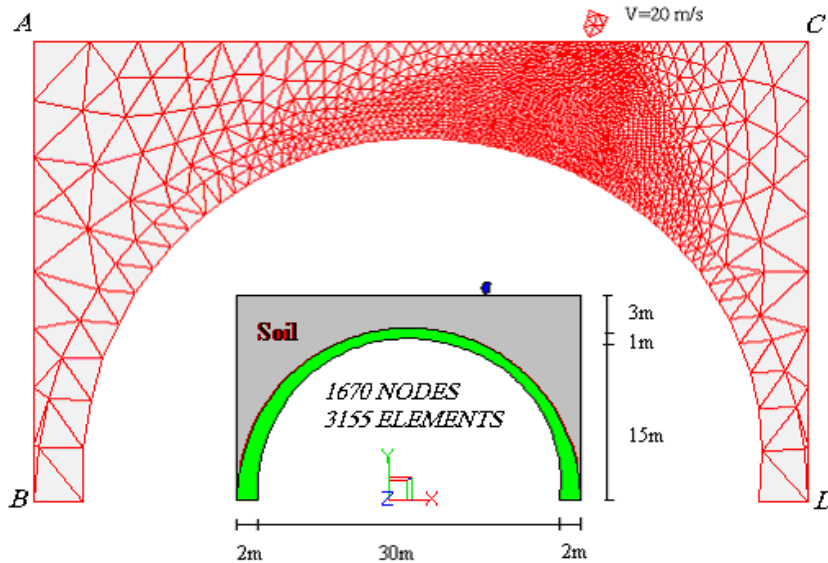 A
V=20 m/s
C
3m
Soil
1m
1670 NODES
3155 ELEMENTS
15m
Y
Z
X
B
D
2m
30m
2m